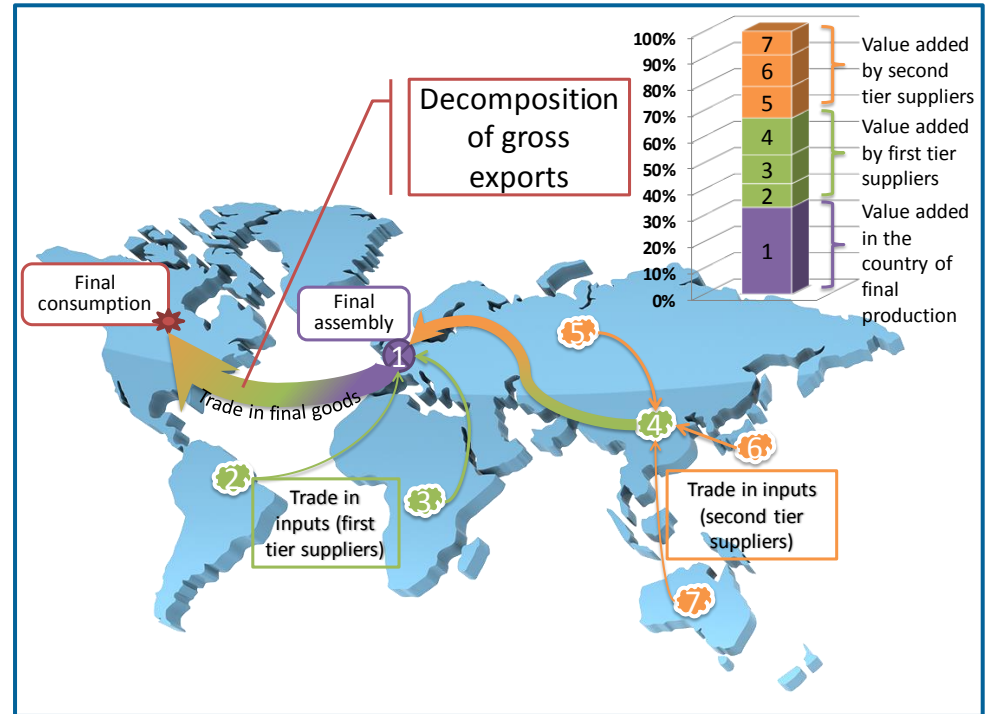 Decomposition
of gross
exports
100%
90%
80%
70%
60%
50%
40%
30%
20%
10%
0%
7
6
5
4
3
2
1
Value added
by second
tier suppliers
Value added
by first tier
suppliers
Value added
in the
country of
final
production
Final
consumption
Final
assembly
1
Trade in final goods
2
3
4
5
6
7
Trade in
inputs (first
tier suppliers)
Trade in inputs
(second tier
suppliers)